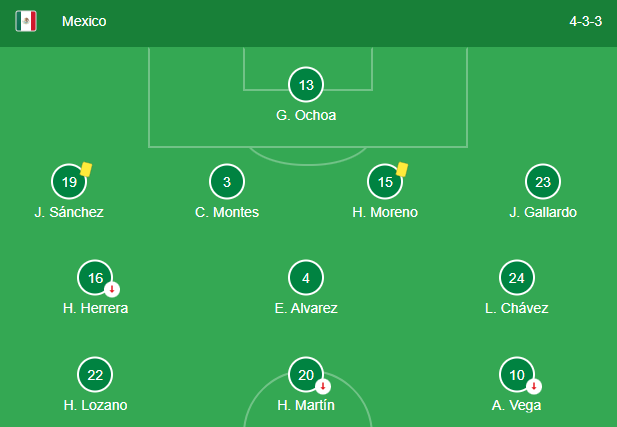 Mexico 4-3-3
13
G. Ochoa
19 3 15 23
J. Sánchez C. Montes H. Moreno J. Gallardo
16 4 24
H. Herrera E. Alvarez L. Chávez
22 20 10
H. Lozano H. Martín A. Vega